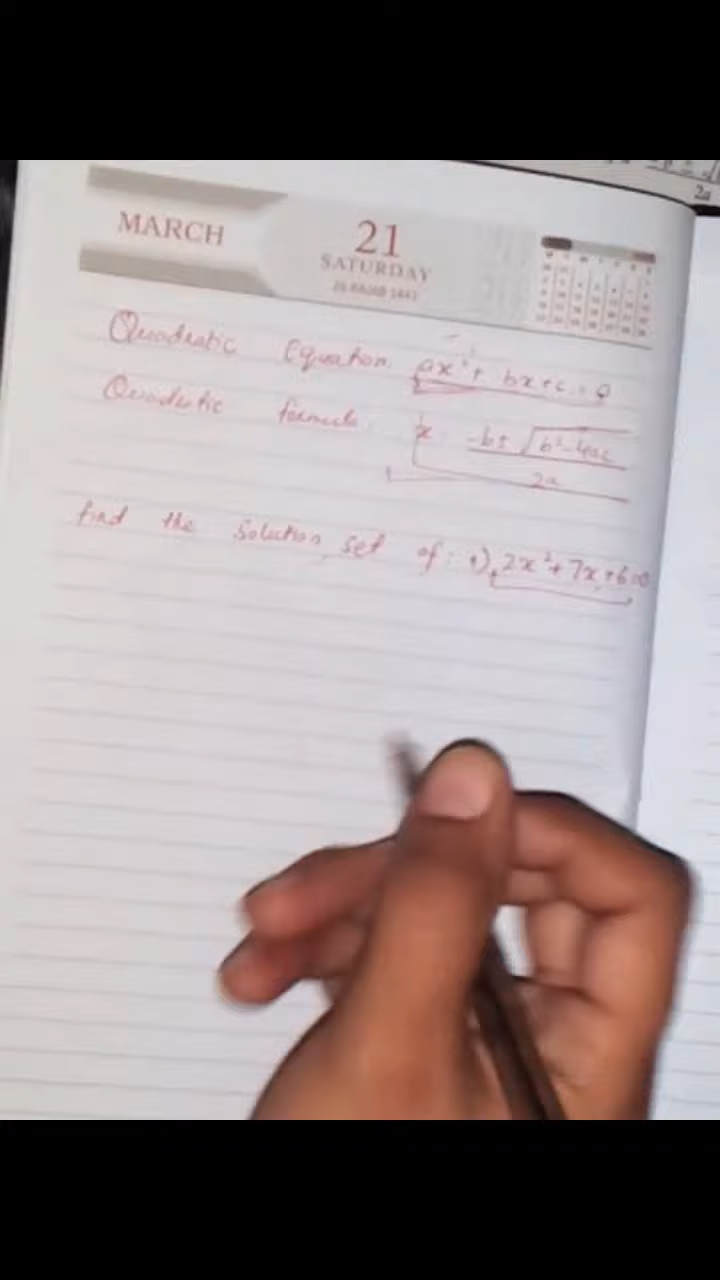 2a
MARCH
21
SATURDAY
Quadratic Equation. ax² + bx + c = 0
Quadratic formula: x = -b ± √b²-4ac
2a
find the solution set of: 1) 2x² + 7x + 6 = 0